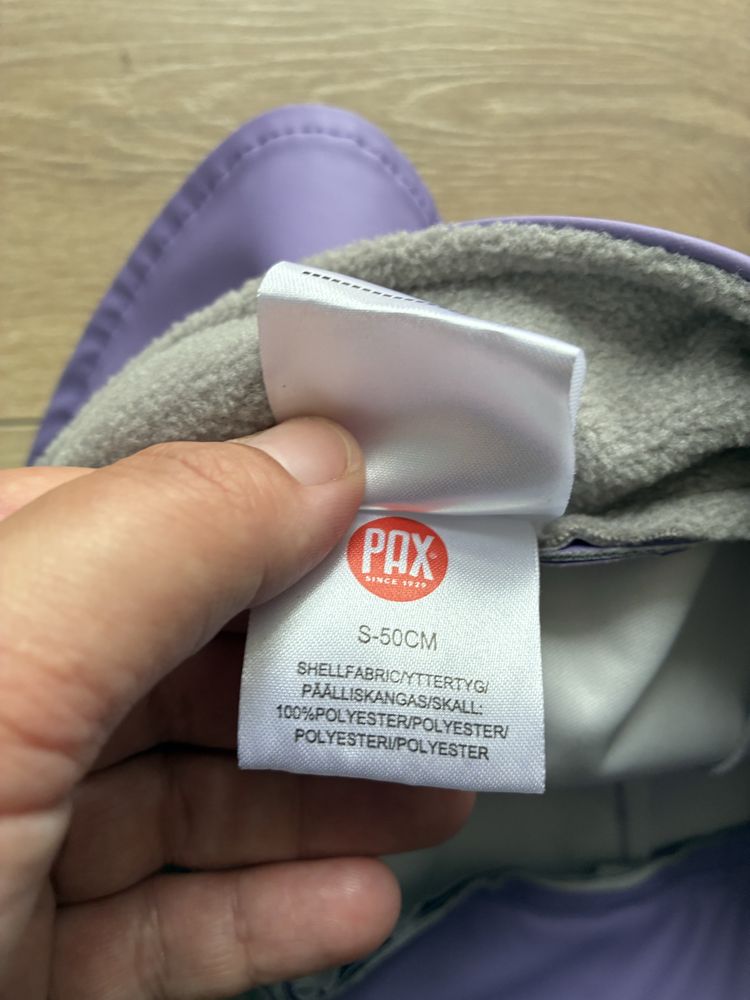 PAX
SINCE 1929
S-50CM
SHELLFABRIC/YTTERTYG/
PÄÄLLISKANGAS/SKALL:
100%POLYESTER/POLYESTER/
POLYESTERI/POLYESTER